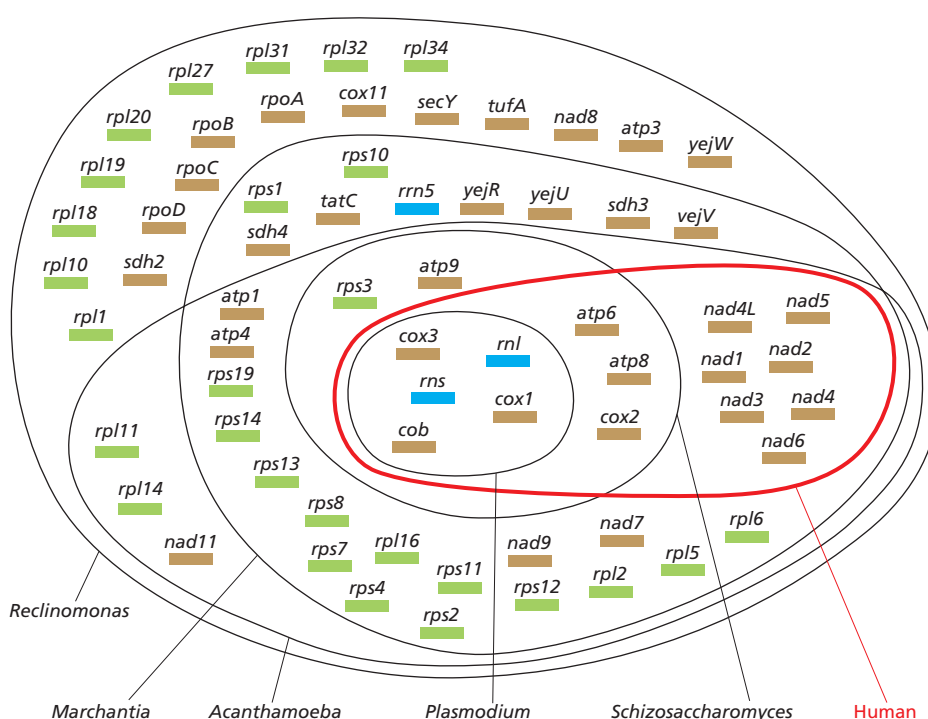 rpl31
rpl32
rpl34
rpl27
rpoA
cox11
secY
tufA
nad8
atp3
yejW
rpl20
rpoB
rps10
rpl19
rpoC
rps1
tatC
rrn5
yejR
yejU
sdh3
vejV
rpl18
rpoD
sdh4
rpl10
sdh2
atp9
rps3
rpl1
atp1
atp6
nad4L
nad5
atp4
cox3
rnl
atp8
nad1
nad2
rps19
rns
cox1
nad3
nad4
rps14
cob
cox2
nad6
rpl11
rps13
rpl14
rps8
nad7
rpl6
nad11
rps7
rpl16
nad9
rpl5
rps4
rps11
rps12
rpl2
rps2
Reclinomonas
Marchantia
Acanthamoeba
Plasmodium
Schizosaccharomyces
Human